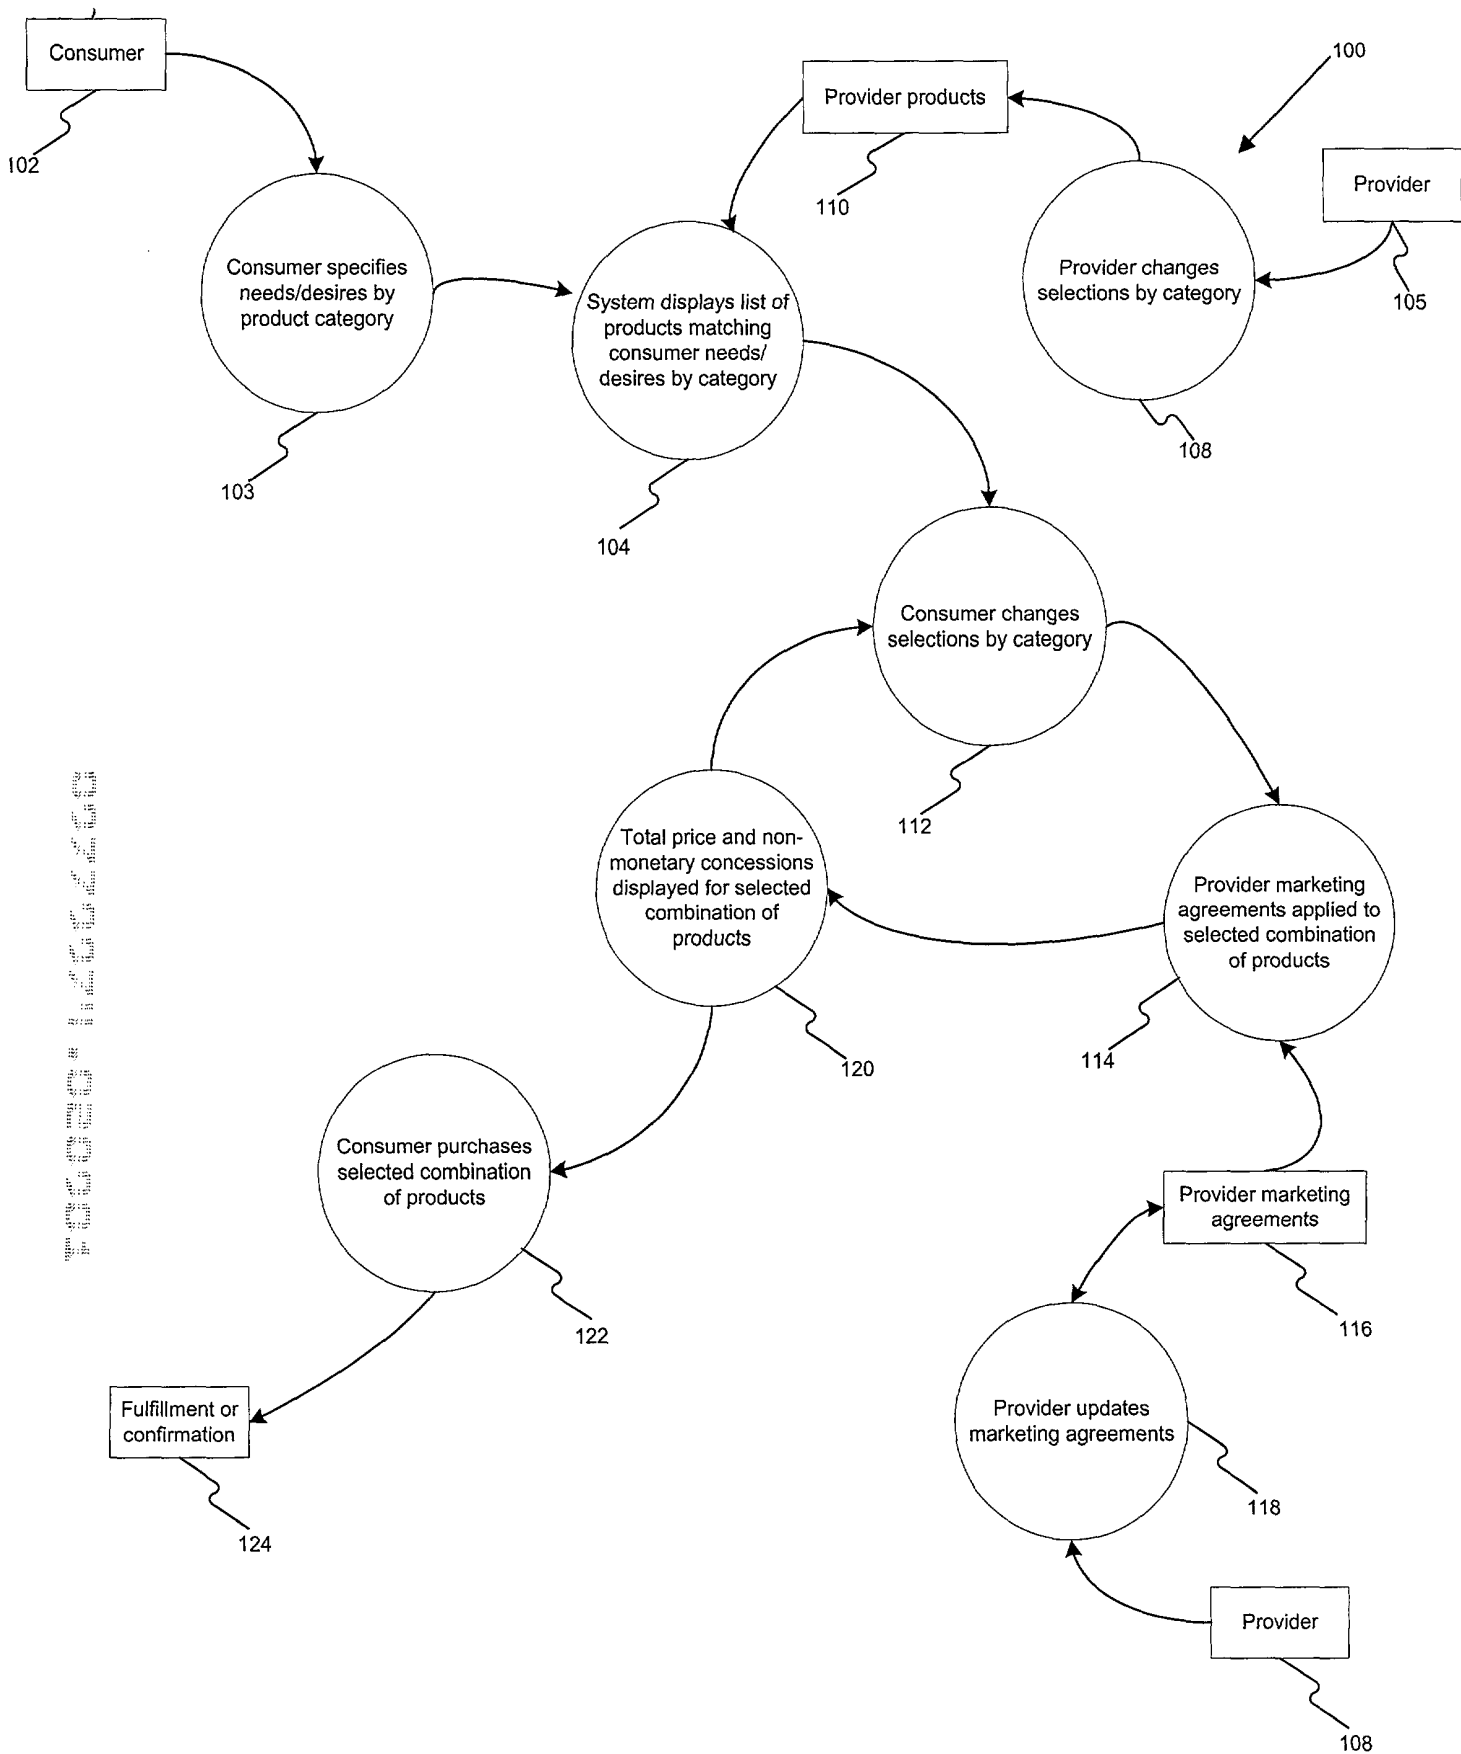 Consumer
102
Provider products
110
100
Provider
105
Consumer specifies
needs/desires by
product category
103
System displays list of
products matching
consumer needs/
desires by category
104
Provider changes
selections by category
108
Consumer changes
selections by category
112
Total price and non-
monetary concessions
displayed for selected
combination of
products
120
Provider marketing
agreements applied to
selected combination
of products
114
Consumer purchases
selected combination
of products
122
Provider marketing
agreements
116
Fulfillment or
confirmation
124
Provider updates
marketing agreements
118
Provider
108